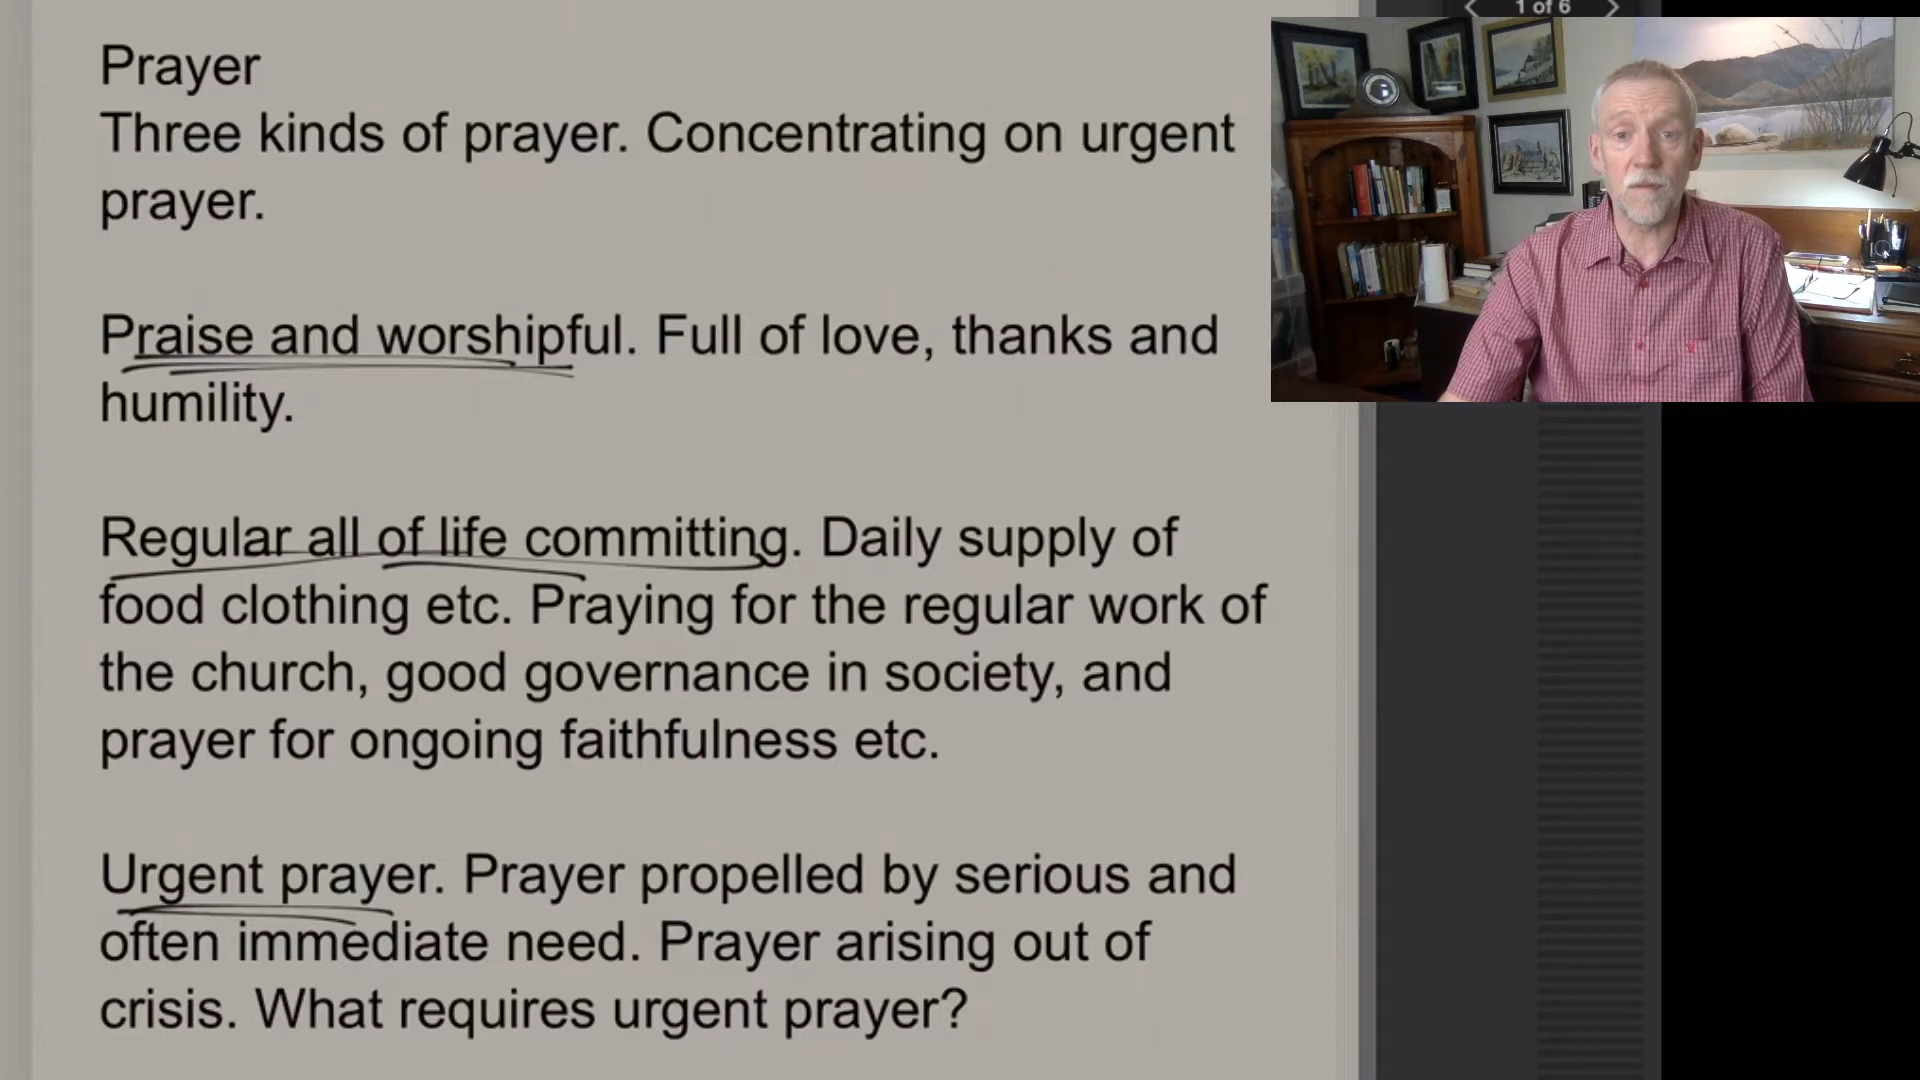 1 of 6
Prayer
Three kinds of prayer. Concentrating on urgent
prayer.
Praise and worshipful. Full of love, thanks and
humility.
Regular all of life committing. Daily supply of
food clothing etc. Praying for the regular work of
the church, good governance in society, and
prayer for ongoing faithfulness etc.
Urgent prayer. Prayer propelled by serious and
often immediate need. Prayer arising out of
crisis. What requires urgent prayer?